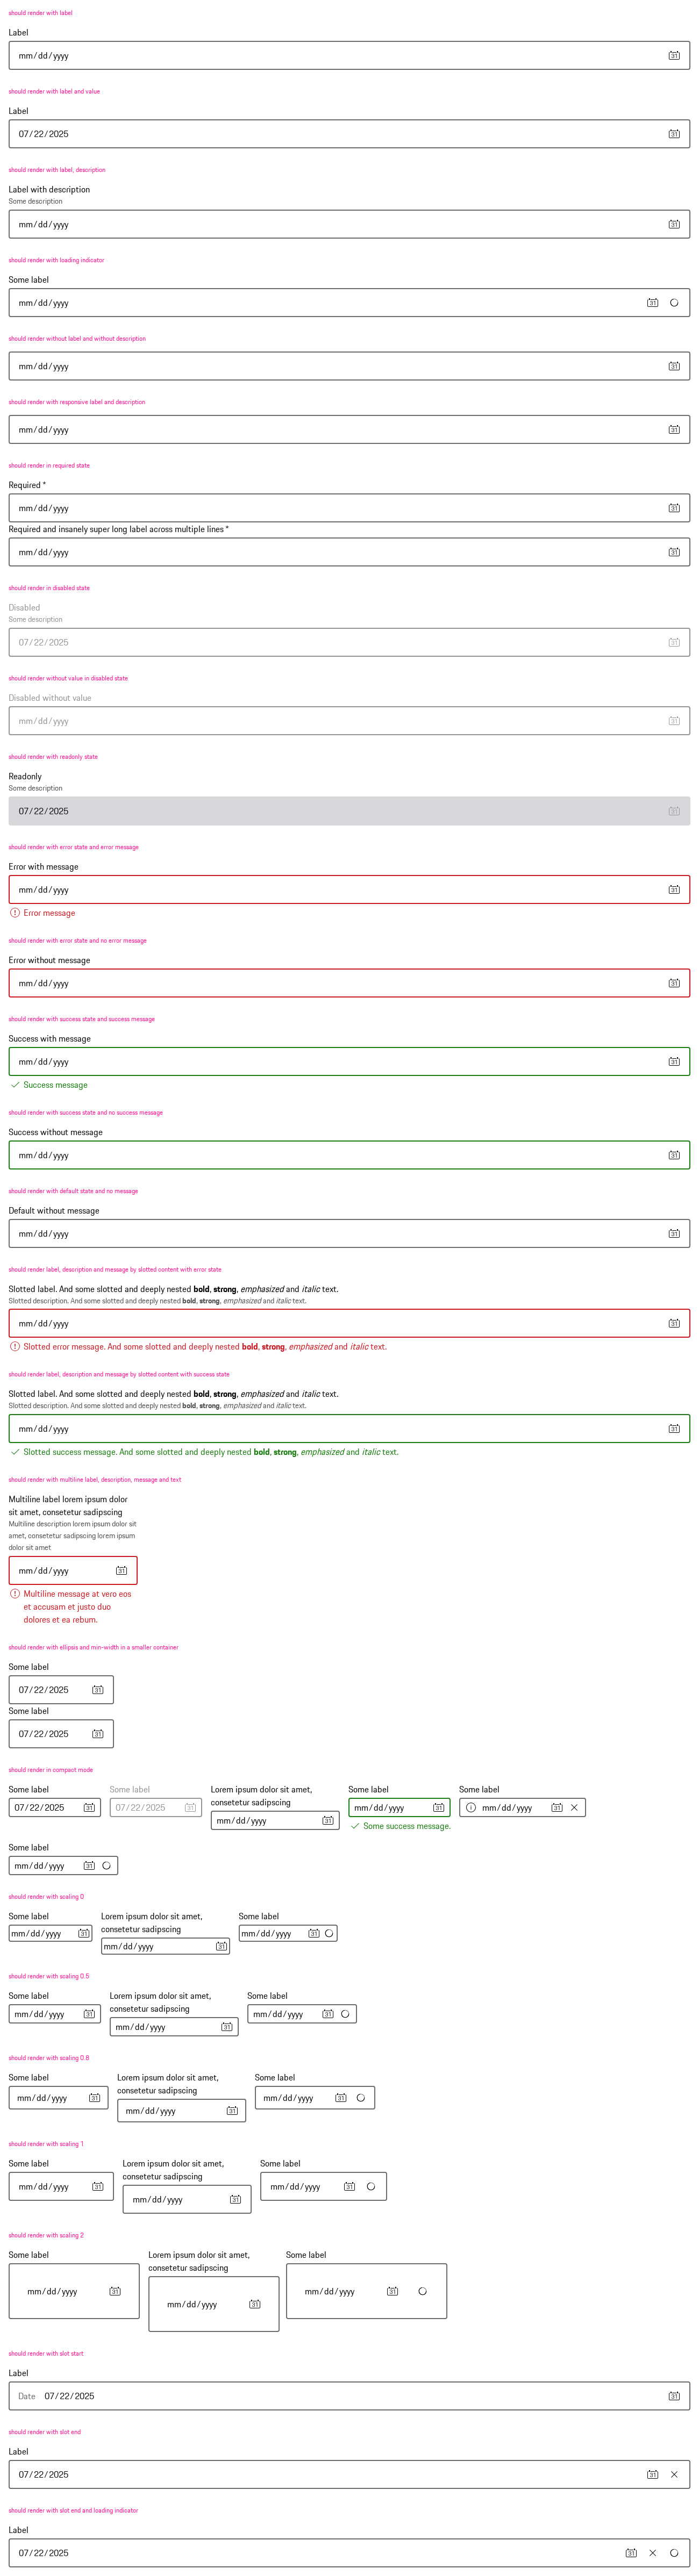 should render with label
Label
mm/dd/yyyy
should render with label and value
Label
07/22/2025
should render with label, description
Label with description
Some description
mm/dd/yyyy
should render with loading indicator
Some label
mm/dd/yyyy
should render without label and without description
mm/dd/yyyy
should render with responsive label and description
mm/dd/yyyy
should render in required state
Required *
mm/dd/yyyy
Required and insanely super long label across multiple lines *
mm/dd/yyyy
should render in disabled state
Disabled
Some description
07/22/2025
should render without value in disabled state
Disabled without value
mm/dd/yyyy
should render with readonly state
Readonly
Some description
07/22/2025
should render with error state and error message
Error with message
mm/dd/yyyy
Error message
should render with error state and no error message
Error without message
mm/dd/yyyy
should render with success state and success message
Success with message
mm/dd/yyyy
Success message
should render with success state and no success message
Success without message
mm/dd/yyyy
should render with default state and no message
Default without message
mm/dd/yyyy
should render label, description and message by slotted content with error state
Slotted label. And some slotted and deeply nested bold, strong, emphasized and italic text.
Slotted description. And some slotted and deeply nested bold, strong, emphasized and italic text.
mm/dd/yyyy
Slotted error message. And some slotted and deeply nested bold, strong, emphasized and italic text.
should render label, description and message by slotted content with success state
Slotted label. And some slotted and deeply nested bold, strong, emphasized and italic text.
Slotted description. And some slotted and deeply nested bold, strong, emphasized and italic text.
mm/dd/yyyy
Slotted success message. And some slotted and deeply nested bold, strong, emphasized and italic text.
should render with multiline label, description, message and text
Multiline label lorem ipsum dolor
sit amet, consetetur sadipscing
Multiline description lorem ipsum dolor sit
amet, consetetur sadipscing lorem ipsum
dolor sit amet
mm/dd/yyyy
Multiline message at vero eos
et accusam et justo duo
dolores et ea rebum.
should render with ellipsis and min-width in a smaller container
Some label
07/22/2025
Some label
07/22/2025
should render in compact mode
Some label
07/22/2025
Some label
07/22/2025
Lorem ipsum dolor sit amet,
consetetur sadipscing
mm/dd/yyyy
Some label
mm/dd/yyyy
Some success message.
Some label
mm/dd/yyyy
Some label
mm/dd/yyyy
should render with scaling 0
Some label
mm/dd/yyyy
Lorem ipsum dolor sit amet,
consetetur sadipscing
mm/dd/yyyy
Some label
mm/dd/yyyy
should render with scaling 0.5
Some label
mm/dd/yyyy
Lorem ipsum dolor sit amet,
consetetur sadipscing
mm/dd/yyyy
Some label
mm/dd/yyyy
should render with scaling 0.8
Some label
mm/dd/yyyy
Lorem ipsum dolor sit amet,
consetetur sadipscing
mm/dd/yyyy
Some label
mm/dd/yyyy
should render with scaling 1
Some label
mm/dd/yyyy
Lorem ipsum dolor sit amet,
consetetur sadipscing
mm/dd/yyyy
Some label
mm/dd/yyyy
should render with scaling 2
Some label
mm/dd/yyyy
Lorem ipsum dolor sit amet,
consetetur sadipscing
mm/dd/yyyy
Some label
mm/dd/yyyy
should render with slot start
Label
Date 07/22/2025
should render with slot end
Label
07/22/2025
should render with slot end and loading indicator
Label
07/22/2025